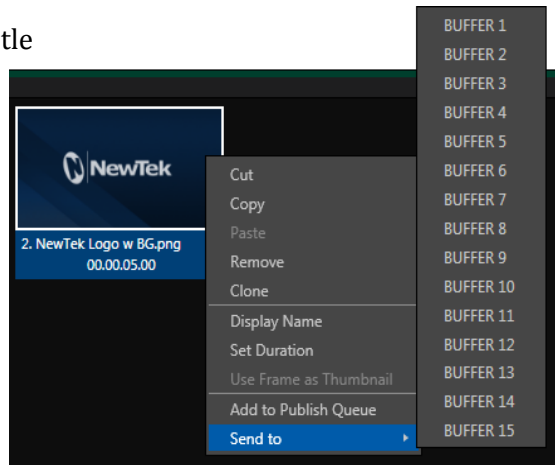 tle
NewTek
2. NewTek Logo w BG.png
00.00.05.00
Cut
Copy
Paste
Remove
Clone
Display Name
Set Duration
Use Frame as Thumbnail
Add to Publish Queue
Send to
BUFFER 1
BUFFER 2
BUFFER 3
BUFFER 4
BUFFER 5
BUFFER 6
BUFFER 7
BUFFER 8
BUFFER 9
BUFFER 10
BUFFER 11
BUFFER 12
BUFFER 13
BUFFER 14
BUFFER 15